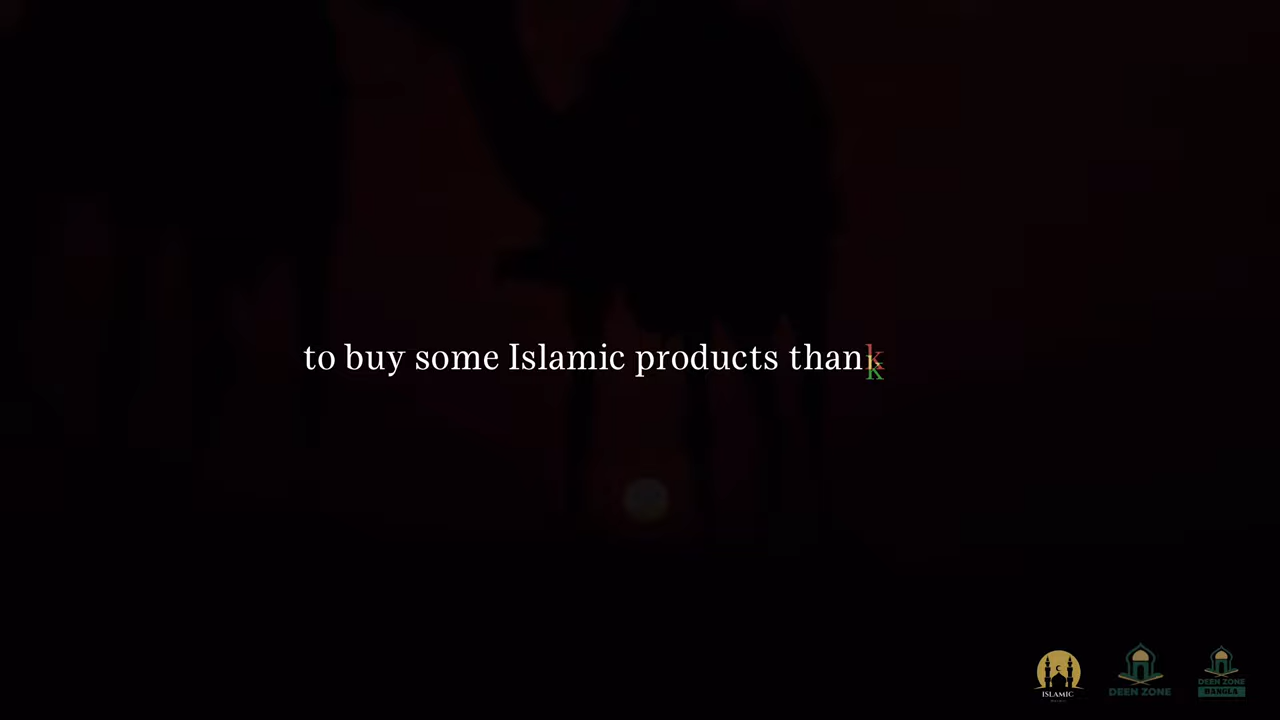 to buy some Islamic products thank
ISLAMIC
DEEN ZONE
DEEN ZONE
BANGLA